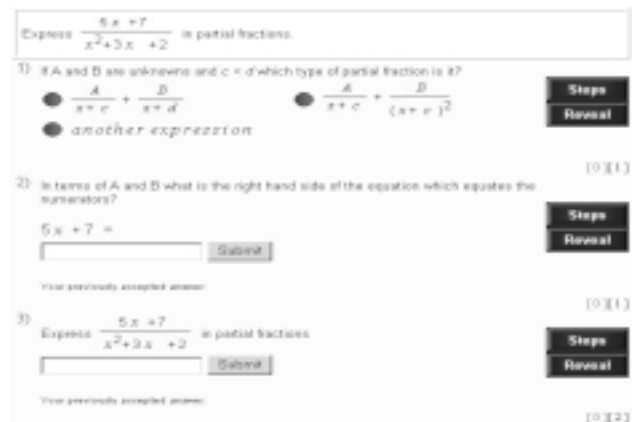 Express (5x + 7)/(x² + 3x + 2) in partial fractions.
1) If A and B are unknowns and c < d which type of partial fraction is it?
A/(x + c) + B/(x + d)
A/(x + c) + B/(x + c)²
another expression
Steps
Reveal
[0][1]
2) In terms of A and B what is the right hand side of the equation which equates the
numerators?
5x + 7 =
Submit
Steps
Reveal
Your previously accepted answer:
[0][1]
3) Express (5x + 7)/(x² + 3x + 2) in partial fractions
Submit
Steps
Reveal
Your previously accepted answer:
[0][2]